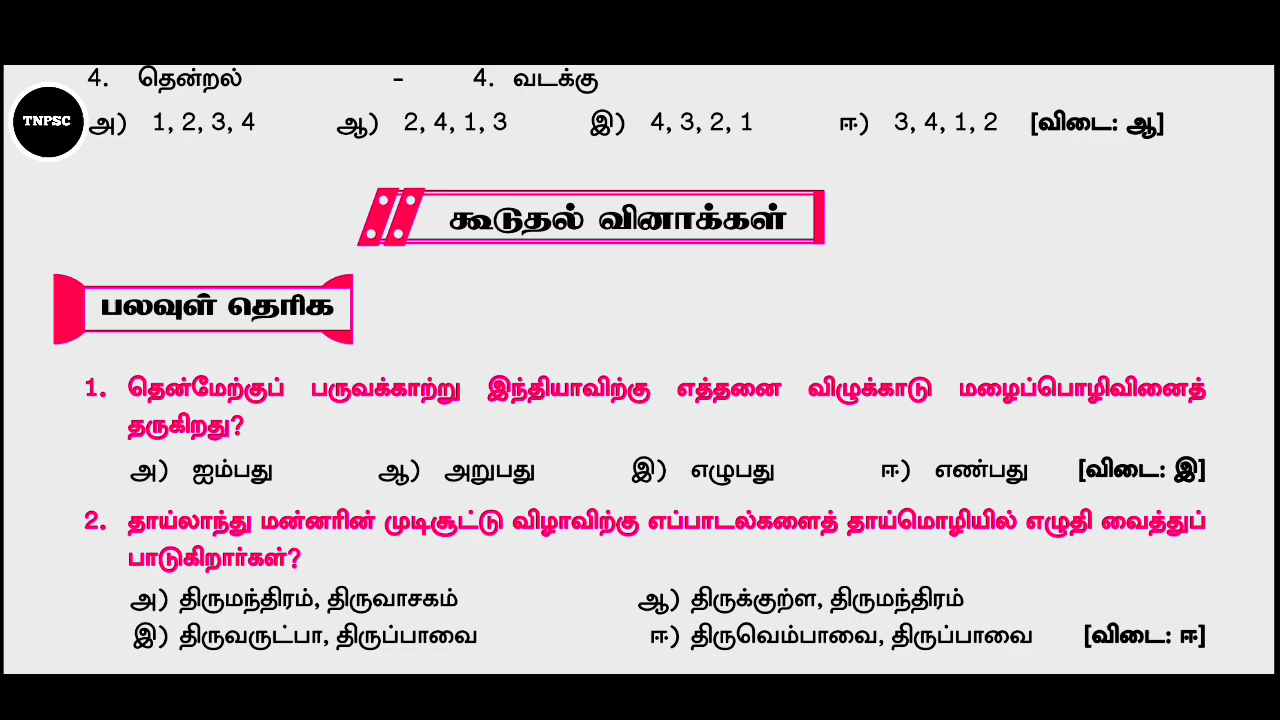 4. தென்றல் - 4. வடக்கு
TNPSC
அ) 1, 2, 3, 4 ஆ) 2, 4, 1, 3 இ) 4, 3, 2, 1 ஈ) 3, 4, 1, 2 [விடை: ஆ]
கூடுதல் வினாக்கள்
பலவுள் தெரிக
1. தென்மேற்குப் பருவக்காற்று இந்தியாவிற்கு எத்தனை விழுக்காடு மழைப்பொழிவினைத்
தருகிறது?
அ) ஐம்பது ஆ) அறுபது இ) எழுபது ஈ) எண்பது [விடை: இ]
2. தாய்லாந்து மன்னரின் முடிசூட்டு விழாவிற்கு எப்பாடல்களைத் தாய்மொழியில் எழுதி வைத்துப்
பாடுகிறார்கள்?
அ) திருமந்திரம், திருவாசகம் ஆ) திருக்குற்ள, திருமந்திரம்
இ) திருவருட்பா, திருப்பாவை ஈ) திருவெம்பாவை, திருப்பாவை [விடை: ஈ]